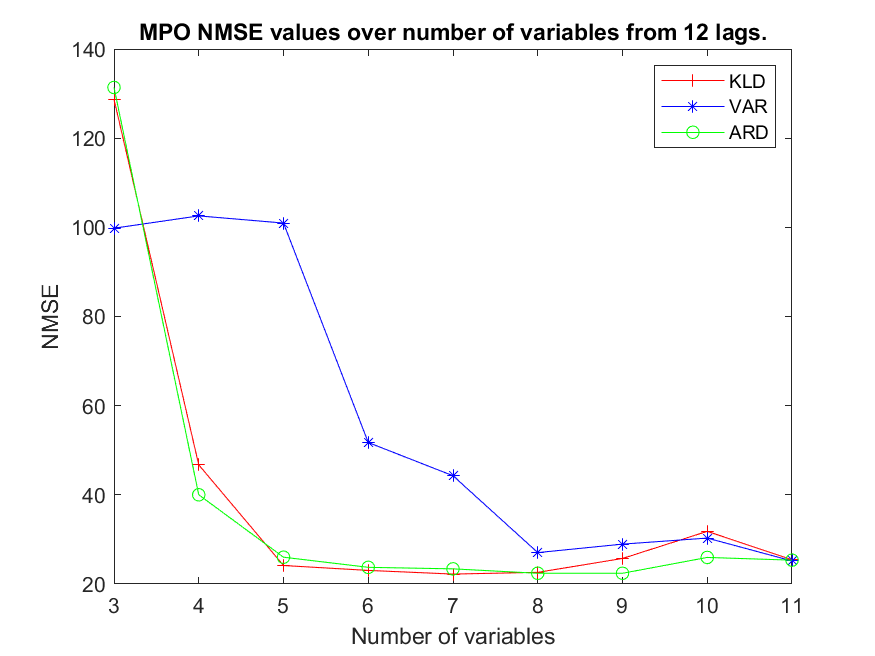 MPO NMSE values over number of variables from 12 lags.
140
120
100
80
60
40
20
NMSE
KLD
VAR
ARD
3 4 5 6 7 8 9 10 11
Number of variables